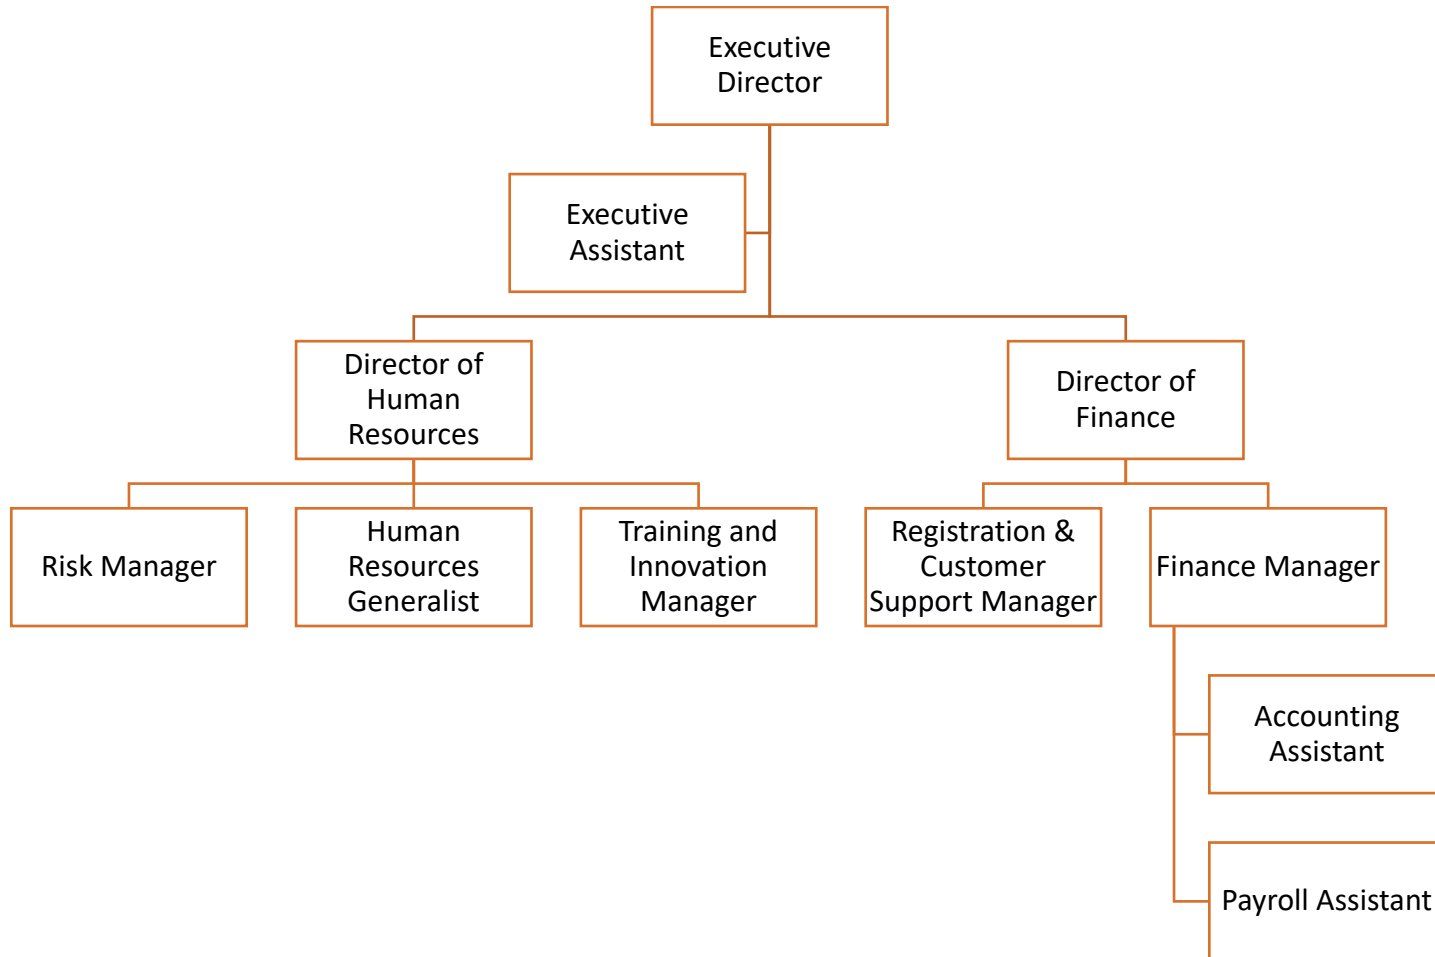 Executive
Director
Executive
Assistant
Director of
Human
Resources
Director of
Finance
Risk Manager
Human
Resources
Generalist
Training and
Innovation
Manager
Registration &
Customer
Support Manager
Finance Manager
Accounting
Assistant
Payroll Assistant